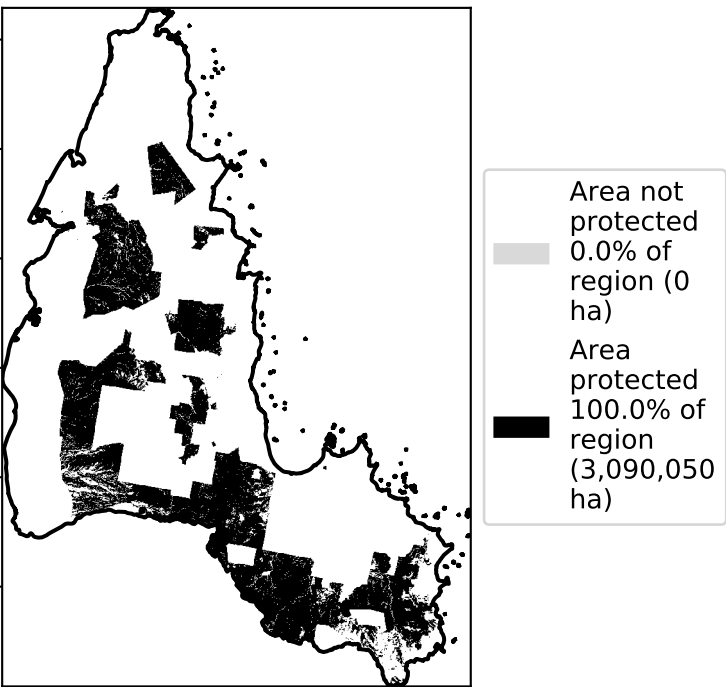 Area not
protected
0.0% of
region (0
ha)
Area
protected
100.0% of
region
(3,090,050
ha)